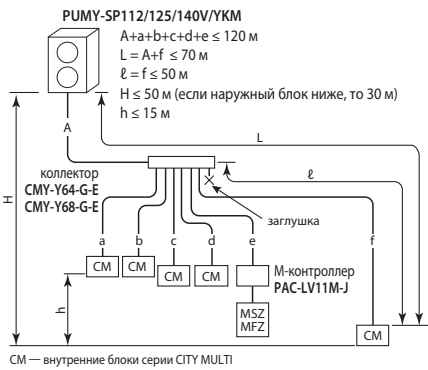 PUMY-SP112/125/140V/YKM
A+a+b+c+d+e ≤ 120 м
L = A+f ≤ 70 м
ℓ = f ≤ 50 м
H ≤ 50 м (если наружный блок ниже, то 30 м)
h ≤ 15 м
A
L
H
коллектор
CMY-Y64-G-E
CMY-Y68-G-E
ℓ
заглушка
a
b
c
d
e
f
CM
CM
CM
CM
М-контроллер
PAC-LV11M-J
h
MSZ
MFZ
CM
CM — внутренние блоки серии CITY MULTI